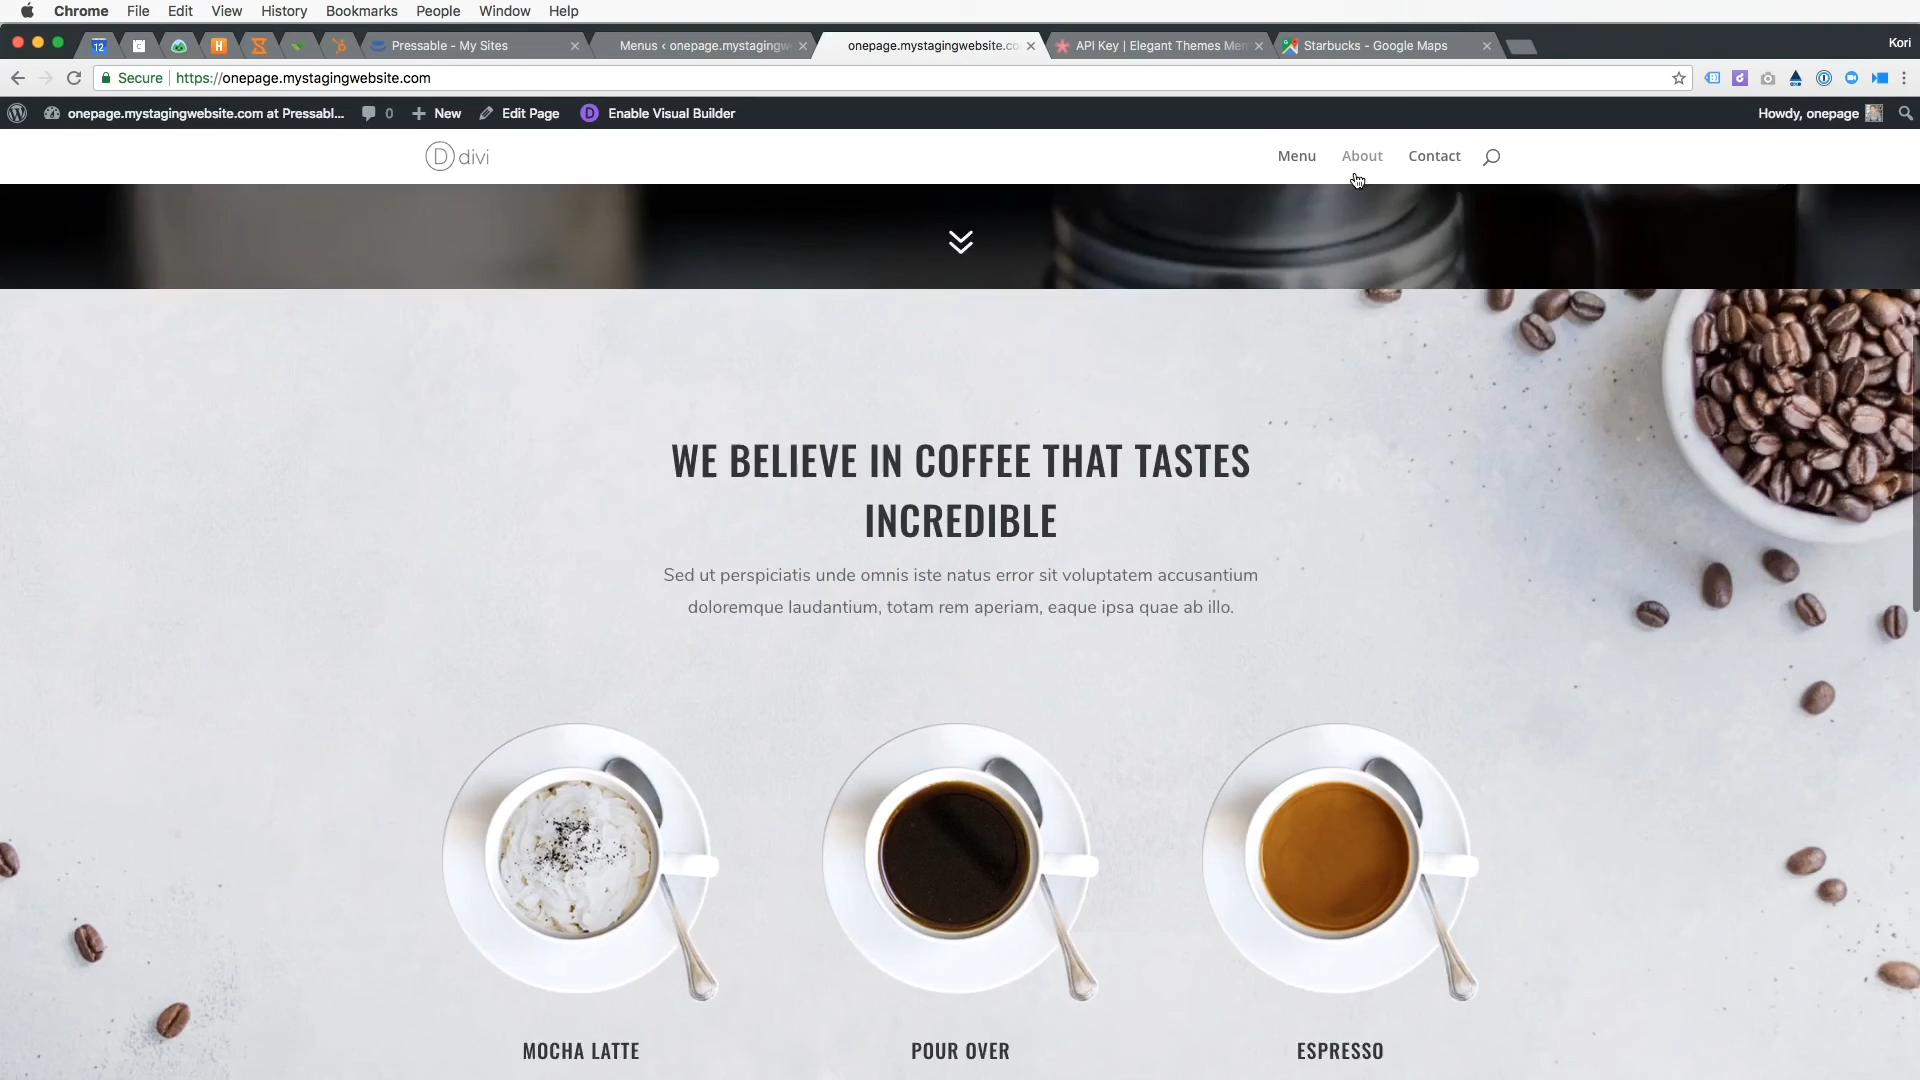 Chrome File Edit View History Bookmarks People Window Help
12 C H Pressable - My Sites Menus ‹ onepage.mystagingw onepage.mystagingwebsite.co API Key | Elegant Themes Mem Starbucks - Google Maps Kori
Secure https://onepage.mystagingwebsite.com
onepage.mystagingwebsite.com at Pressabl... 0 New Edit Page D Enable Visual Builder Howdy, onepage
D divi Menu About Contact
WE BELIEVE IN COFFEE THAT TASTES
INCREDIBLE
Sed ut perspiciatis unde omnis iste natus error sit voluptatem accusantium
doloremque laudantium, totam rem aperiam, eaque ipsa quae ab illo.
MOCHA LATTE POUR OVER ESPRESSO